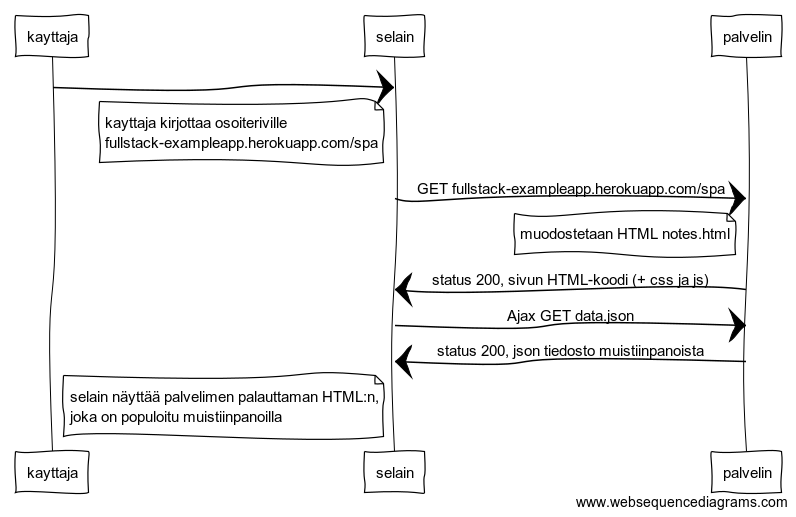 kayttaja
selain
palvelin
kayttaja kirjottaa osoiteriville
fullstack-exampleapp.herokuapp.com/spa
GET fullstack-exampleapp.herokuapp.com/spa
muodostetaan HTML notes.html
status 200, sivun HTML-koodi (+ css ja js)
Ajax GET data.json
status 200, json tiedosto muistiinpanoista
selain näyttää palvelimen palauttaman HTML:n,
joka on populoitu muistiinpanoilla
kayttaja
selain
palvelin
www.websequencediagrams.com